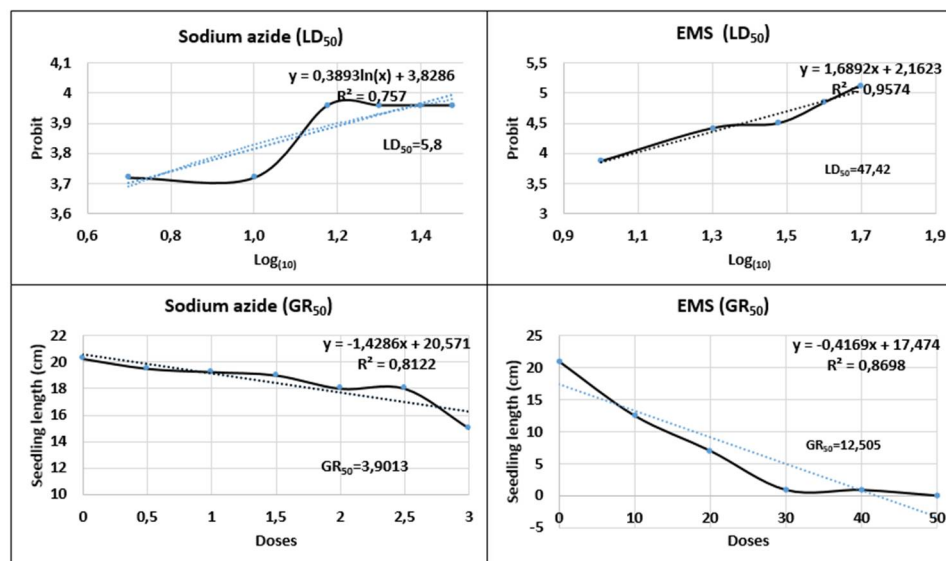 Sodium azide (LD50)
4,1
4
3,9
3,8
3,7
3,6
Probit
y = 0,3893ln(x) + 3,8286
R² = 0,757
LD50=5,8
0,6 0,8 1,0 1,2 1,4
Log(10)
EMS (LD50)
5,5
5
4,5
4
3,5
3
Probit
y = 1,6892x + 2,1623
R² = 0,9574
LD50=47,42
0,9 1,1 1,3 1,5 1,7 1,9
Log(10)
Sodium azide (GR50)
22
20
18
16
14
12
10
Seedling length (cm)
y = -1,4286x + 20,571
R² = 0,8122
GR50=3,9013
0 0,5 1 1,5 2 2,5 3
Doses
EMS (GR50)
25
20
15
10
5
0
-5
Seedling length (cm)
y = -0,4169x + 17,474
R² = 0,8698
GR50=12,505
0 10 20 30 40 50
Doses